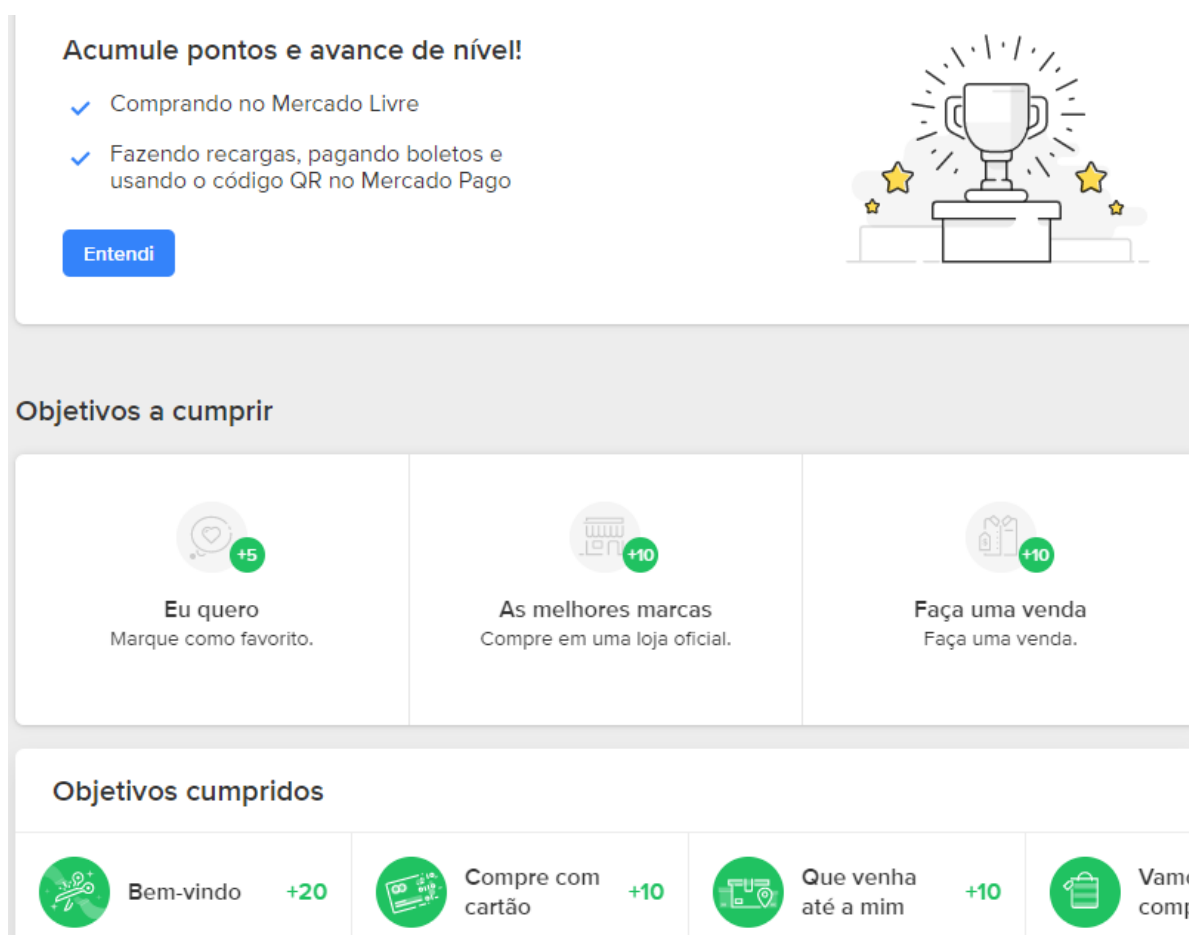 Acumule pontos e avance de nível!
Comprando no Mercado Livre
Fazendo recargas, pagando boletos e
usando o código QR no Mercado Pago
Entendi
Objetivos a cumprir
+5
Eu quero
Marque como favorito.
+10
As melhores marcas
Compre em uma loja oficial.
+10
Faça uma venda
Faça uma venda.
Objetivos cumpridos
Bem-vindo +20
Compre com
cartão
+10
Que venha
até a mim
+10